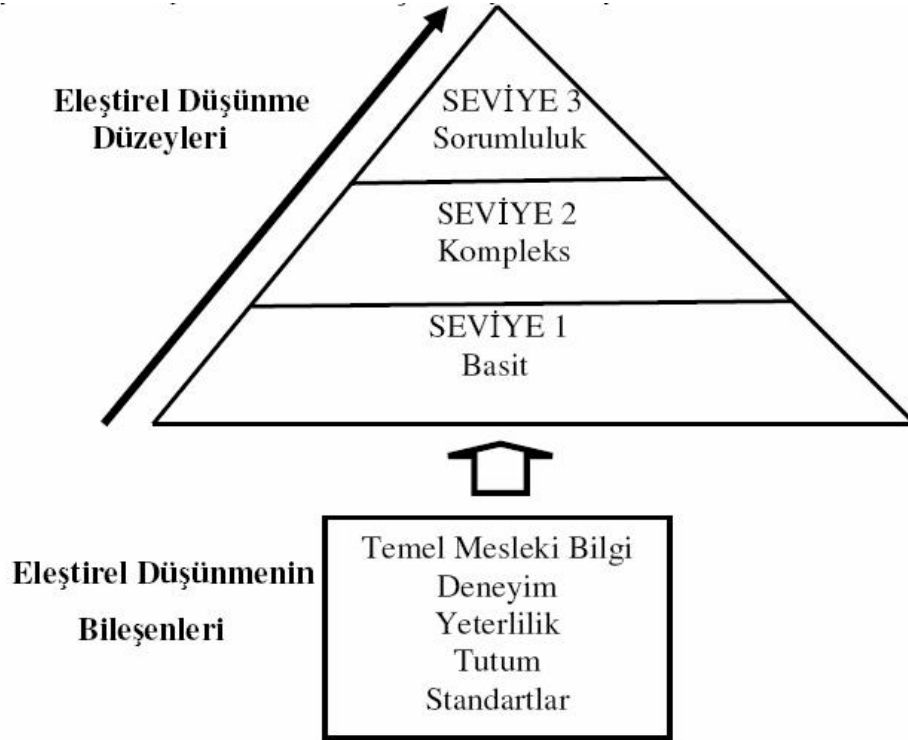 Eleştirel Düşünme
Düzeyleri
SEVİYE 3
Sorumluluk
SEVİYE 2
Kompleks
SEVİYE 1
Basit
Eleştirel Düşünmenin
Bileşenleri
Temel Mesleki Bilgi
Deneyim
Yeterlilik
Tutum
Standartlar